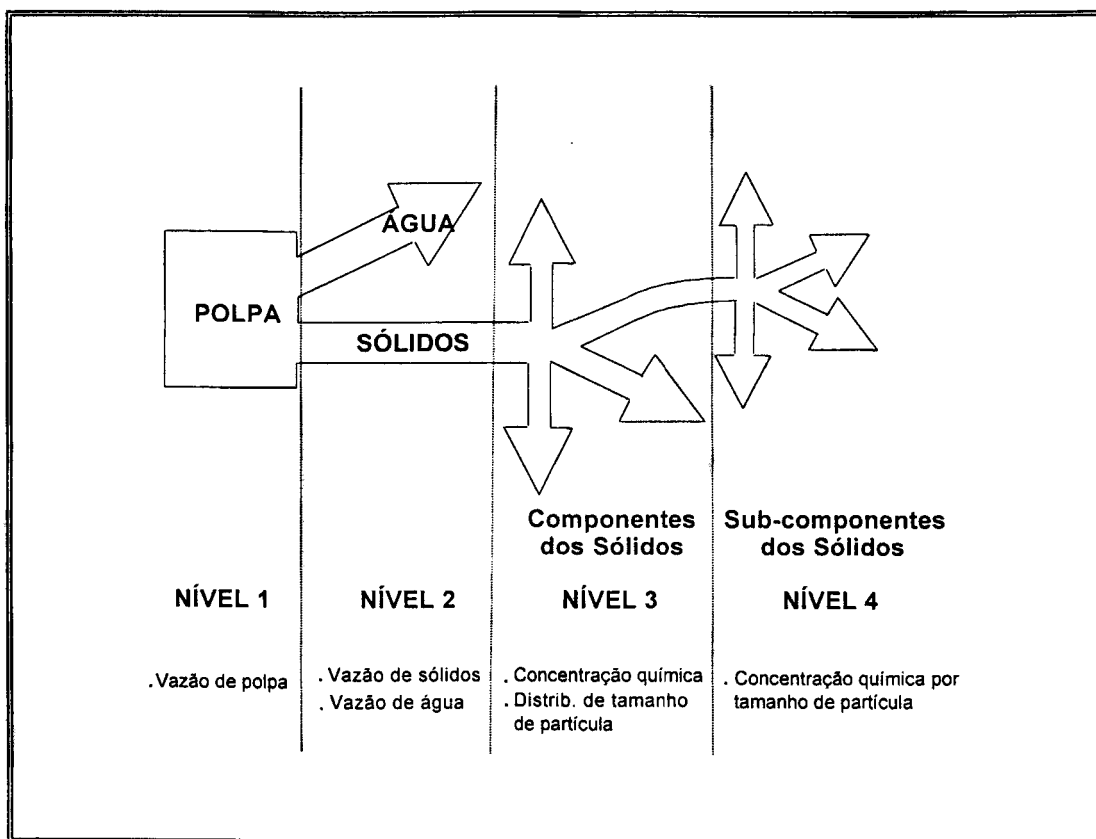 ÁGUA
POLPA
SÓLIDOS
Componentes
dos Sólidos
Sub-componentes
dos Sólidos
NÍVEL 1
NÍVEL 2
NÍVEL 3
NÍVEL 4
. Vazão de polpa
. Vazão de sólidos
. Vazão de água
. Concentração química
. Distrib. de tamanho
de partícula
. Concentração química por
tamanho de partícula